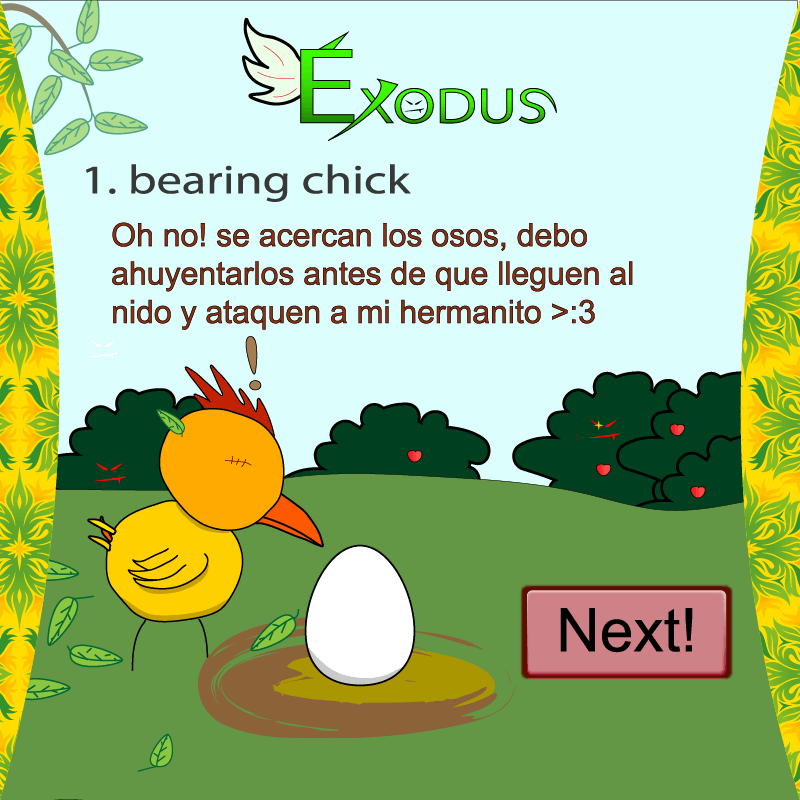 Éxodus
1. bearing chick
Oh no! se acercan los osos, debo
ahuyentarlos antes de que lleguen al
nido y ataquen a mi hermanito >:3
!
Next!